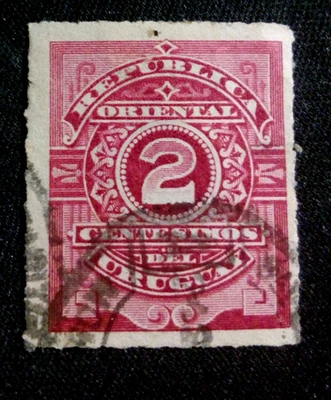 REPUBLICA
ORIENTAL
2
CENTESIMOS
DEL
URUGUAY